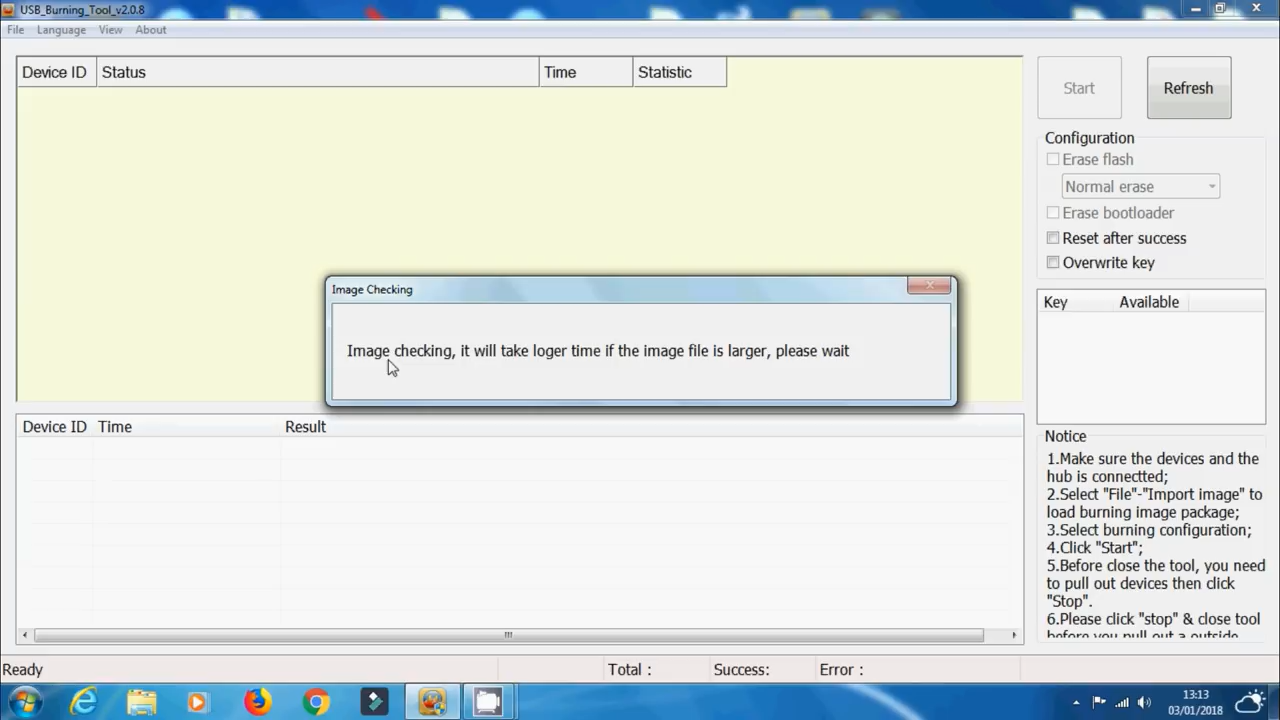 USB_Burning_Tool_v2.0.8
File Language View About
Device ID Status Time Statistic
Start Refresh
Configuration
Erase flash
Normal erase
Erase bootloader
Reset after success
Overwrite key
Image Checking
Image checking, it will take loger time if the image file is larger, please wait
Key Available
Device ID Time Result
Notice
1.Make sure the devices and the
hub is connectted;
2.Select "File"-"Import image" to
load burning image package;
3.Select burning configuration;
4.Click "Start";
5.Before close the tool, you need
to pull out devices then click
"Stop".
6.Please click "stop" & close tool
before you pull out a outside
Ready Total : Success: Error :
13:13
03/01/2018